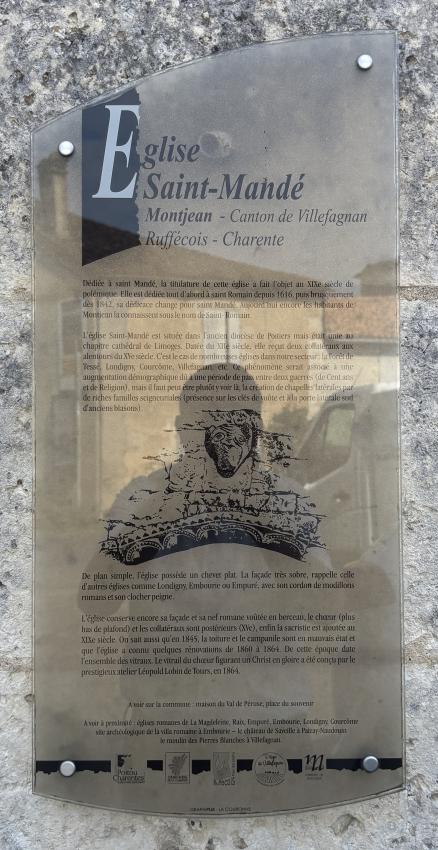 Eglise
Saint-Mandé
Montjean - Canton de Villefagnan
Ruffécois - Charente
Dédiée à saint Mandé, la titulature de cette église a fait l'objet au XIXe siècle de
polémique. Elle est dédiée tout d'abord à saint Romain depuis 1616, puis brusquement
dès 1842, sa dédicace change pour saint Mandé. Aujourd'hui encore les habitants de
Montjean la connaissent sous le nom de Saint-Romain.
L'église Saint-Mandé est située dans l'ancien diocèse de Poitiers mais était unie au
chapitre cathédral de Limoges. Datée du XIIe siècle, elle reçut deux collatéraux aux
alentours du XVe siècle. C'est le cas de nombreuses églises dans notre secteur : la Forêt de
Tessé, Londigny, Courcôme, Villefagnan, etc. Ce phénomène serait associé à une
augmentation démographique dû à une période de paix entre deux guerres (de Cent ans
et de Religion), mais il faut peut être plutôt y voir là, la création de chapelles latérales par
de riches familles seigneuriales (présence sur les clés de voûte et à la porte latérale sud
d'anciens blasons)
De plan simple, l'église possède un chevet plat. La façade très sobre, rappelle celle
d'autres églises comme Londigny, Embourie ou Empuré, avec son cordon de modillons
romans et son clocher peigne.
L'église conserve encore sa façade et sa nef romane voûtée en berceau, le chœur (plus
bas de plafond) et les collatéraux sont postérieurs (XVe), enfin la sacristie est ajoutée au
XIXe siècle. On sait aussi qu'en 1845, la toiture et le campanile sont en mauvais état et
que l'église a connu quelques rénovations de 1860 à 1864. De cette époque date
l'ensemble des vitraux. Le vitrail du chœur figurant un Christ en gloire a été conçu par le
prestigieux atelier Léopold Lobin de Tours, en 1864.
A voir sur la commune : maison du Val de Péruse, place du souvenir
A voir à proximité : églises romanes de La Magdeleine, Raix, Empuré, Embourie, Londigny, Courcôme
site archéologique de la villa romaine à Embourie – le château de Saveille à Paizay-Naudouin
le moulin des Pierres Blanches à Villefagnan.
Poitou
Charentes